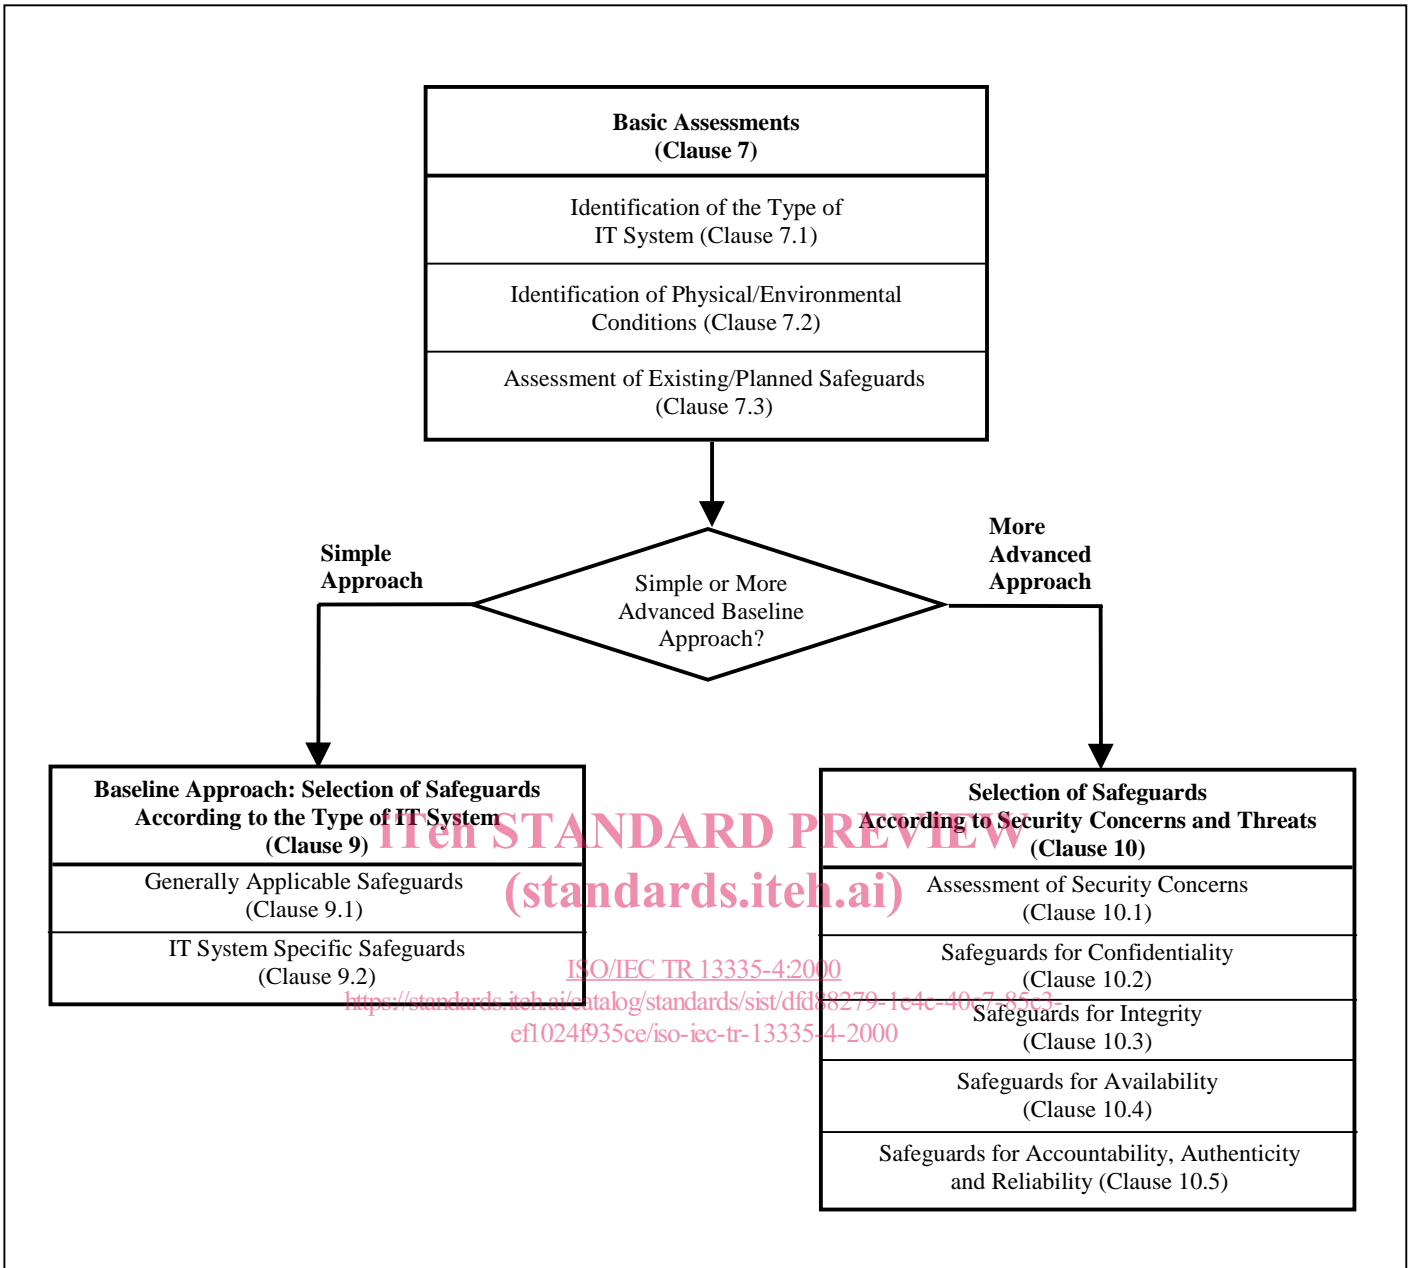 Basic Assessments
(Clause 7)
Identification of the Type of
IT System (Clause 7.1)
Identification of Physical/Environmental
Conditions (Clause 7.2)
Assessment of Existing/Planned Safeguards
(Clause 7.3)
Simple
Approach
Simple or More
Advanced Baseline
Approach?
More
Advanced
Approach
Baseline Approach: Selection of Safeguards
According to the Type of IT System
(Clause 9)
Generally Applicable Safeguards
(Clause 9.1)
IT System Specific Safeguards
(Clause 9.2)
Selection of Safeguards
According to Security Concerns and Threats
(Clause 10)
Assessment of Security Concerns
(Clause 10.1)
Safeguards for Confidentiality
(Clause 10.2)
Safeguards for Integrity
(Clause 10.3)
Safeguards for Availability
(Clause 10.4)
Safeguards for Accountability, Authenticity
and Reliability (Clause 10.5)
iTeh STANDARD PREVIEW
(standards.iteh.ai)
ISO/IEC TR 13335-4:2000
https://standards.iteh.ai/catalog/standards/sist/dfd88279-1e4c-40c7-85c3-
ef1024f935ce/iso-iec-tr-13335-4-2000